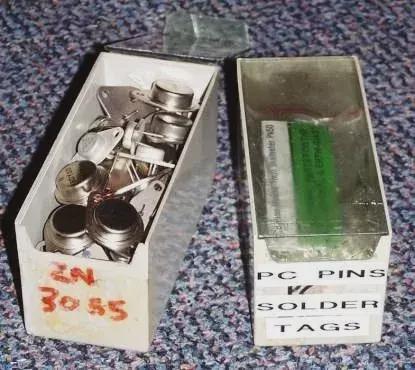 2N
3055
PC PINS
SOLDER
TAGS